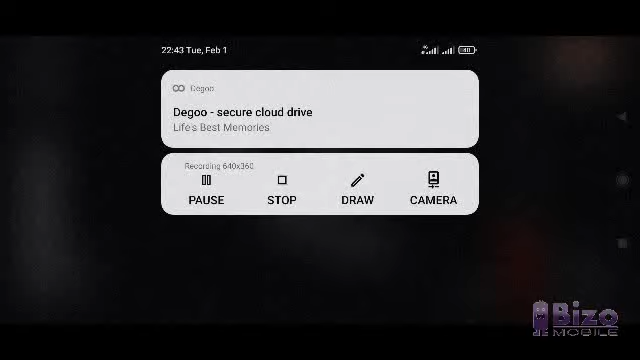 22:43 Tue, Feb 1
Degoo
Degoo - secure cloud drive
Life's Best Memories
Recording 640x360
PAUSE STOP DRAW CAMERA
Bizo
MOBILE